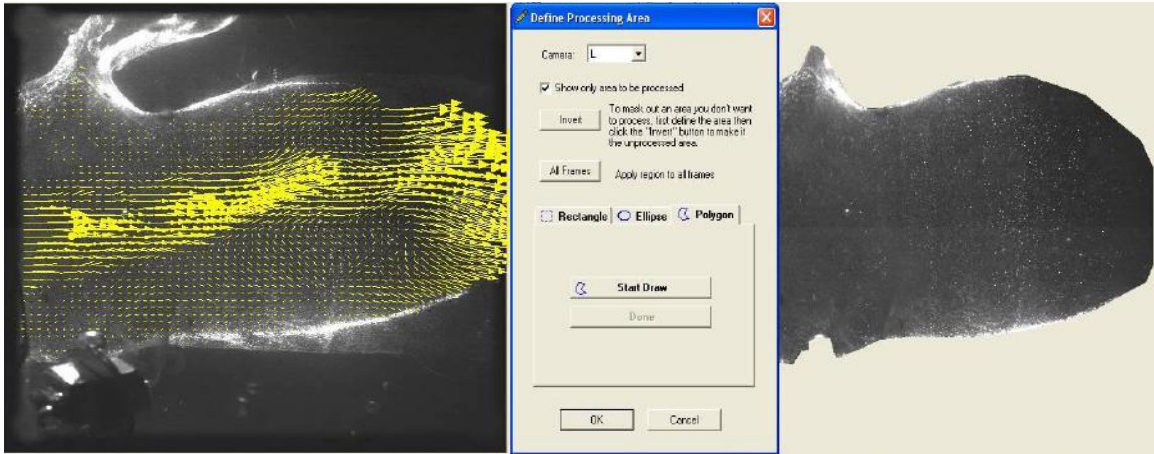 Define Processing Area
Camera: L
Show only area to be processed
Invert
To mask out an area you don't want
to process, first define the area then
click the "Invert" button to make it
the unprocessed area.
All Frames
Apply region to all frames
Rectangle
Ellipse
Polygon
Start Draw
Done
OK
Cancel